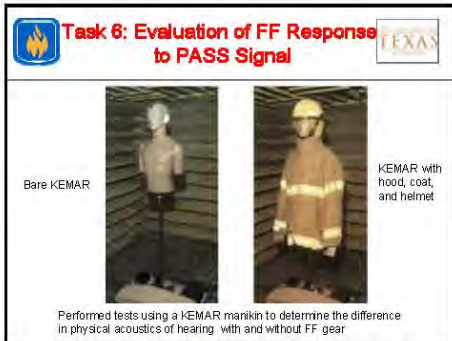 Task 6: Evaluation of FF Response
to PASS Signal
TEXAS
Bare KEMAR
KEMAR with
hood, coat,
and helmet
Performed tests using a KEMAR manikin to determine the difference
in physical acoustics of hearing with and without FF gear